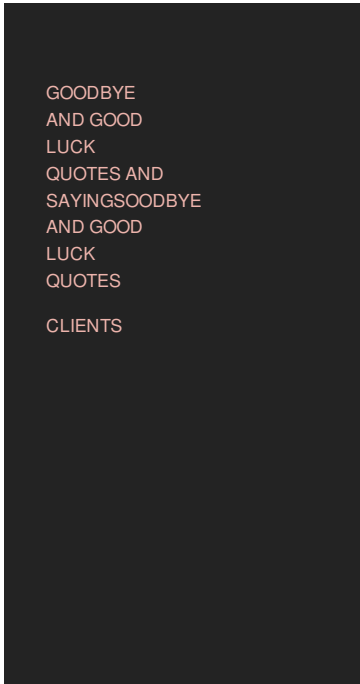 GOODBYE
AND GOOD
LUCK
QUOTES AND
SAYINGSOODBYE
AND GOOD
LUCK
QUOTES
CLIENTS